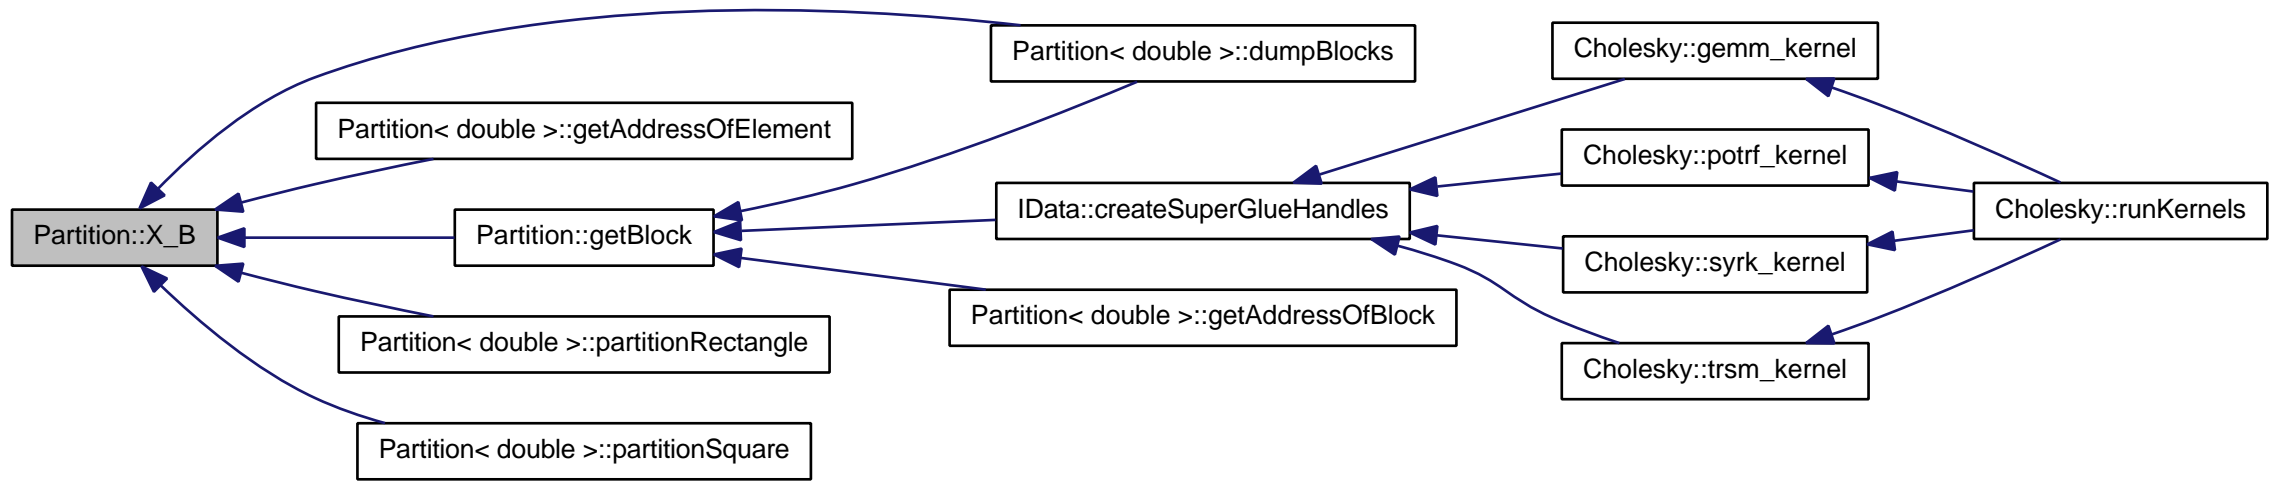 Partition::X_B
Partition< double >::dumpBlocks
Partition< double >::getAddressOfElement
Partition::getBlock
Partition< double >::partitionRectangle
Partition< double >::partitionSquare
IData::createSuperGlueHandles
Partition< double >::getAddressOfBlock
Cholesky::gemm_kernel
Cholesky::potrf_kernel
Cholesky::syrk_kernel
Cholesky::trsm_kernel
Cholesky::runKernels